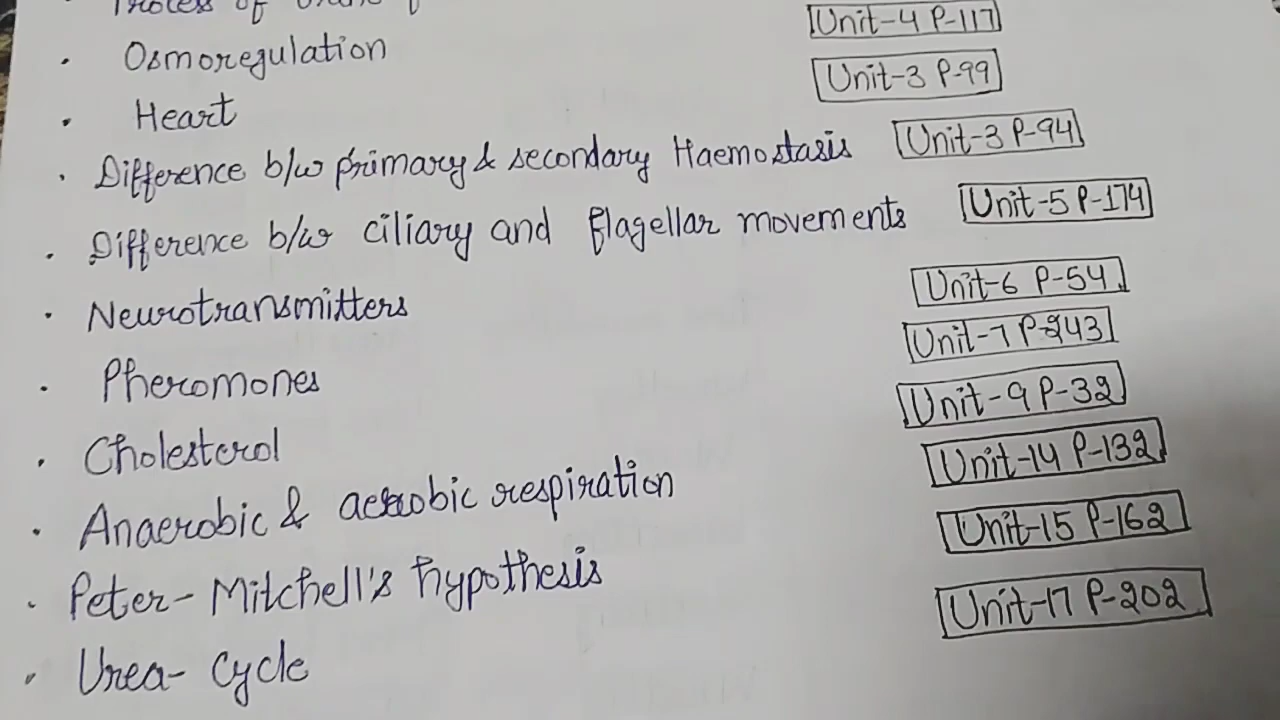 Process of
Osmoregulation Unit-4 P-117
Heart Unit-3 P-99
Difference b/w primary & secondary Haemostasis Unit-3 P-94
Difference b/w ciliary and flagellar movements Unit-5 P-174
Neurotransmitters Unit-6 P-54
Pheromones Unit-7 P-243
Cholesterol Unit-9 P-32
Anaerobic & aerobic respiration Unit-14 P-132
Peter-Mitchell's hypothesis Unit-15 P-162
Urea-Cycle Unit-17 P-202